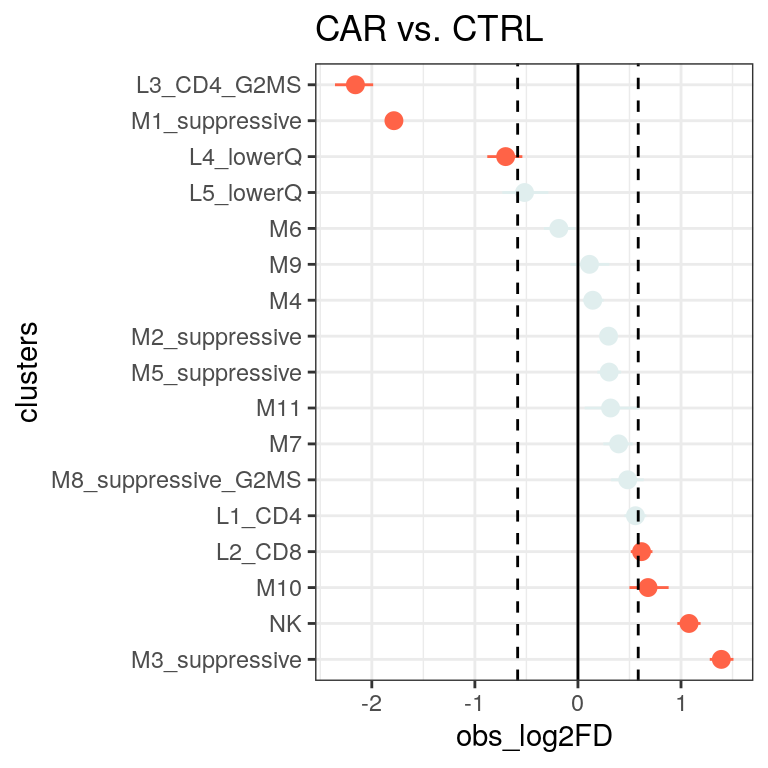 CAR vs. CTRL
clusters
L3_CD4_G2MS
M1_suppressive
L4_lowerQ
L5_lowerQ
M6
M9
M4
M2_suppressive
M5_suppressive
M11
M7
M8_suppressive_G2MS
L1_CD4
L2_CD8
M10
NK
M3_suppressive
-2 -1 0 1
obs_log2FD